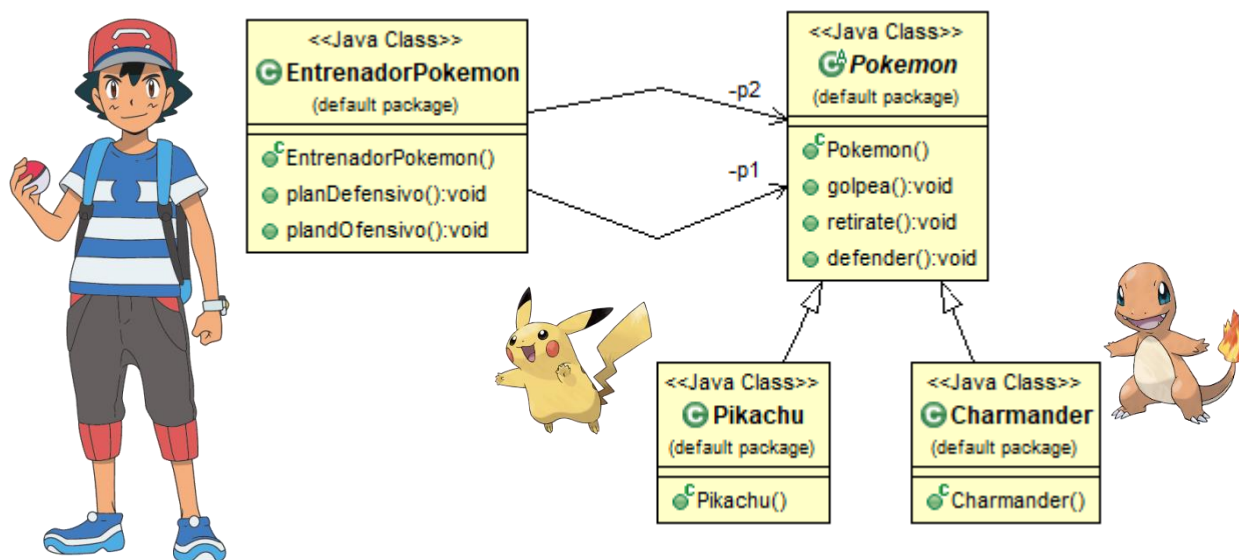 <<Java Class>>
EntrenadorPokemon
(default package)
EntrenadorPokemon()
planDefensivo():void
plandOfensivo():void
-p2
-p1
<<Java Class>>
Pokemon
(default package)
Pokemon()
golpea():void
retirate():void
defender():void
<<Java Class>>
Pikachu
(default package)
Pikachu()
<<Java Class>>
Charmander
(default package)
Charmander()